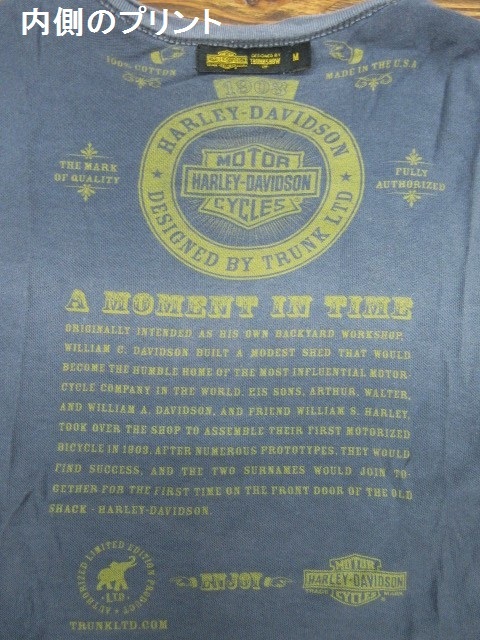 内側のプリント
100% COTTON
HARLEY-DAVIDSON
DESIGNED BY
TRUNKSHOW
M
MADE IN THE U.S.A.
1903
HARLEY-DAVIDSON
THE MARK
OF QUALITY
MOTOR
HARLEY-DAVIDSON
CYCLES
FULLY
AUTHORIZED
DESIGNED BY TRUNK LTD
A MOMENT IN TIME
ORIGINALLY INTENDED AS HIS OWN BACKYARD WORKSHOP,
WILLIAM C. DAVIDSON BUILT A MODEST SHED THAT WOULD
BECOME THE HUMBLE HOME OF THE MOST INFLUENTIAL MOTOR-
CYCLE COMPANY IN THE WORLD. HIS SONS, ARTHUR, WALTER,
AND WILLIAM A. DAVIDSON, AND FRIEND WILLIAM S. HARLEY,
TOOK OVER THE SHOP TO ASSEMBLE THEIR FIRST MOTORIZED
BICYCLE IN 1903. AFTER NUMEROUS PROTOTYPES, THEY WOULD
FIND SUCCESS, AND THE TWO SURNAMES WOULD JOIN TO-
GETHER FOR THE FIRST TIME ON THE FRONT DOOR OF THE OLD
SHACK - HARLEY-DAVIDSON.
AUTHORIZED LIMITED EDITION PRODUCT
LTD.
TRUNKLTD.COM
ENJOY
MOTOR
HARLEY-DAVIDSON
CYCLES